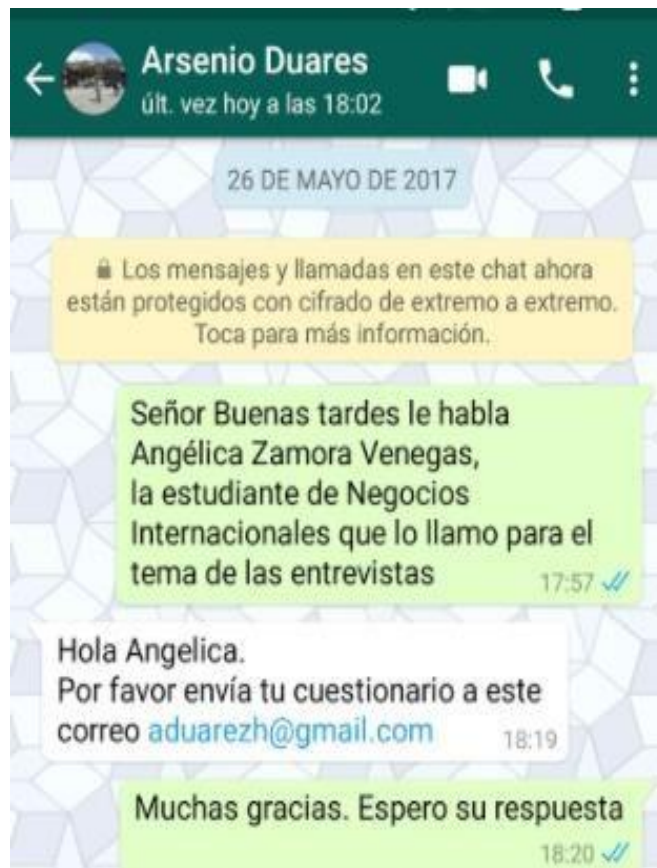 Arsenio Duares
últ. vez hoy a las 18:02
26 DE MAYO DE 2017
Los mensajes y llamadas en este chat ahora
están protegidos con cifrado de extremo a extremo.
Toca para más información.
Señor Buenas tardes le habla
Angélica Zamora Venegas,
la estudiante de Negocios
Internacionales que lo llamo para el
tema de las entrevistas
17:57
Hola Angelica.
Por favor envía tu cuestionario a este
correo aduarezh@gmail.com
18:19
Muchas gracias. Espero su respuesta
18:20